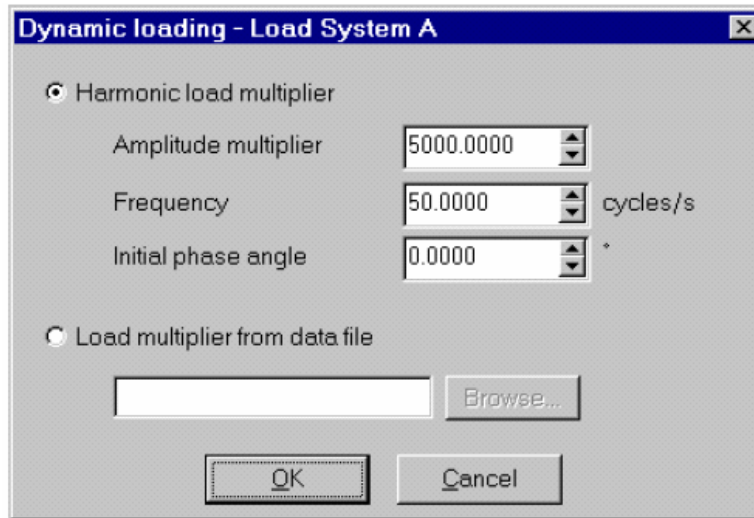 Dynamic loading - Load System A
Harmonic load multiplier
Amplitude multiplier 5000.0000
Frequency 50.0000 cycles/s
Initial phase angle 0.0000 °
Load multiplier from data file
Browse...
OK Cancel